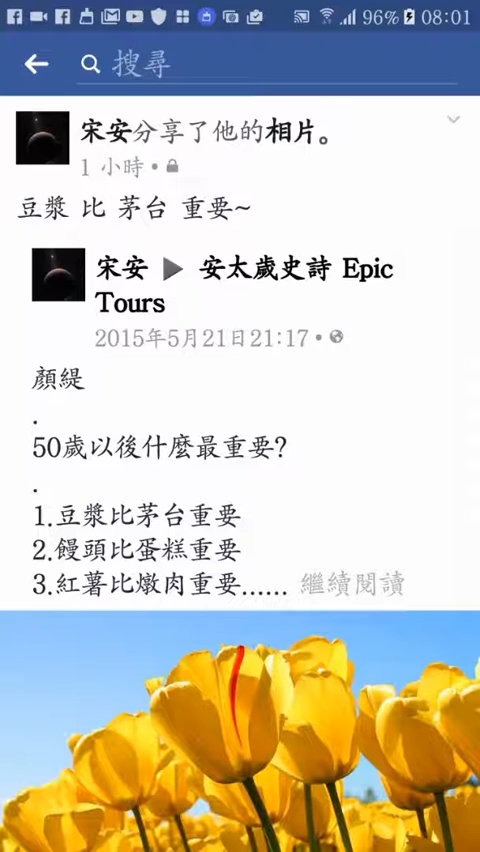 96% 08:01
搜尋
宋安分享了他的相片。
1 小時
豆漿 比 茅台 重要~
宋安 ▶ 安太歲史詩 Epic
Tours
2015年5月21日21:17
顏緹
.
50歲以後什麼最重要?
.
1.豆漿比茅台重要
2.饅頭比蛋糕重要
3.紅薯比燉肉重要...... 繼續閱讀